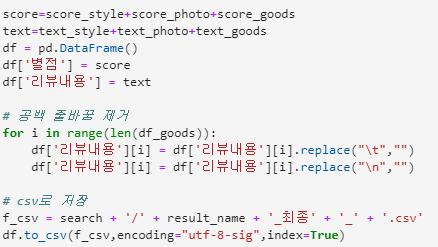 score=score_style+score_photo+score_goods
text=text_style+text_photo+text_goods
df = pd.DataFrame()
df['별점'] = score
df['리뷰내용'] = text
# 공백 줄바꿈 제거
for i in range(len(df_goods)):
    df['리뷰내용'][i] = df['리뷰내용'][i].replace("\t","")
    df['리뷰내용'][i] = df['리뷰내용'][i].replace("\n","")
# csv로 저장
f_csv = search + '/' + result_name + '_최종' + '_' + '.csv'
df.to_csv(f_csv,encoding="utf-8-sig",index=True)